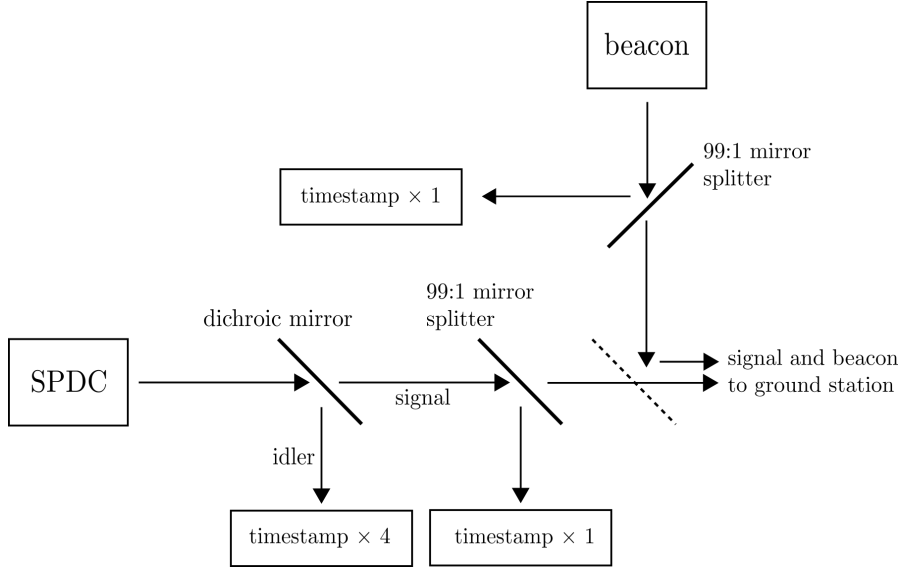 beacon
99:1 mirror
splitter
timestamp × 1
99:1 mirror
splitter
dichroic mirror
SPDC
signal
signal and beacon
to ground station
idler
timestamp × 4
timestamp × 1